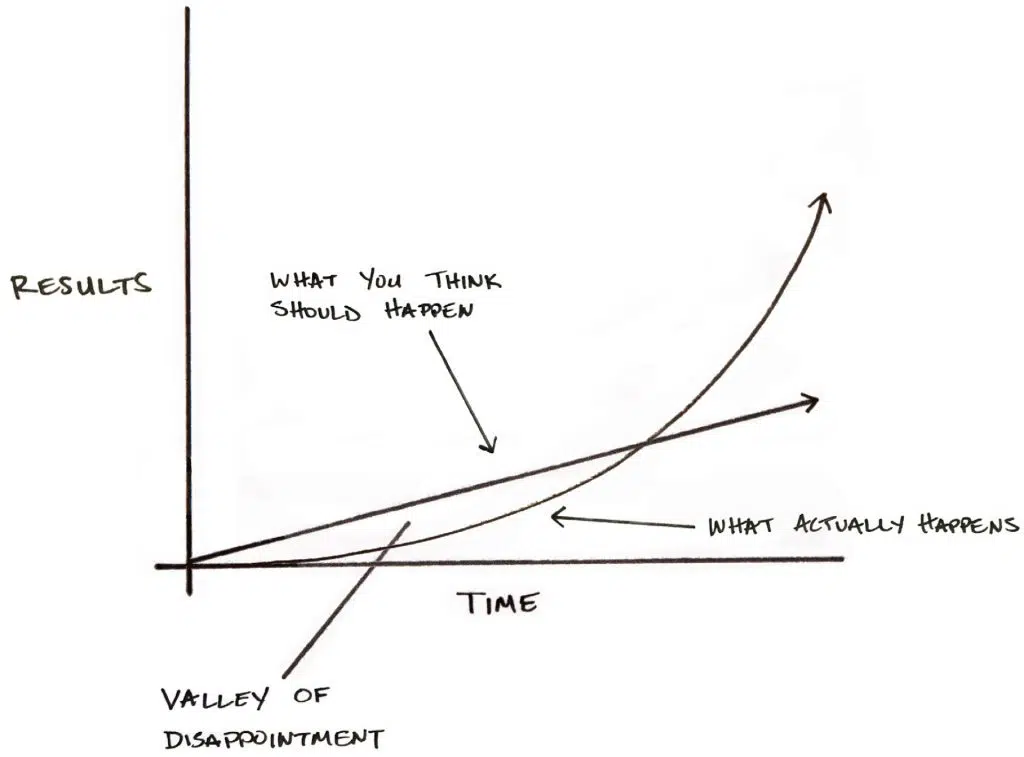 RESULTS
WHAT YOU THINK
SHOULD HAPPEN
WHAT ACTUALLY HAPPENS
TIME
VALLEY OF
DISAPPOINTMENT